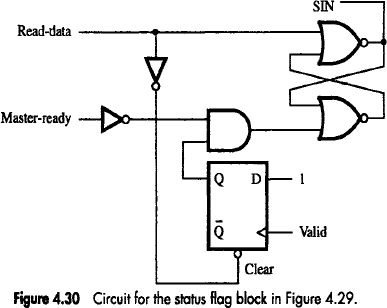 SIN
Read-data
Master-ready
Q D 1
Q̅ Valid
Clear
Figure 4.30 Circuit for the status flag block in Figure 4.29.